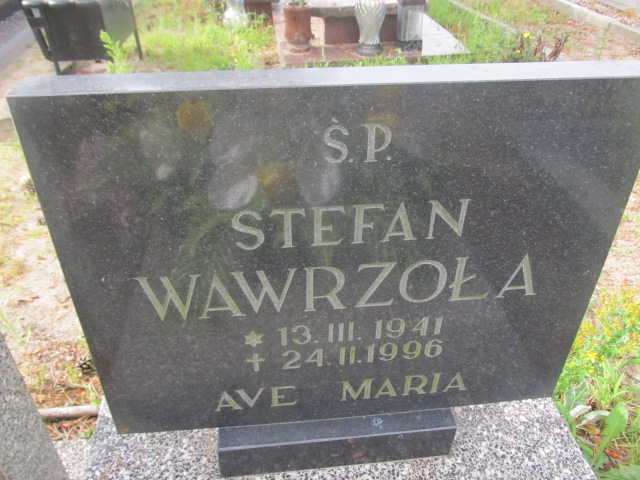 Ś.P.
STEFAN
WAWRZOŁA
* 13.III.1941
+ 24.II.1996
AVE MARIA